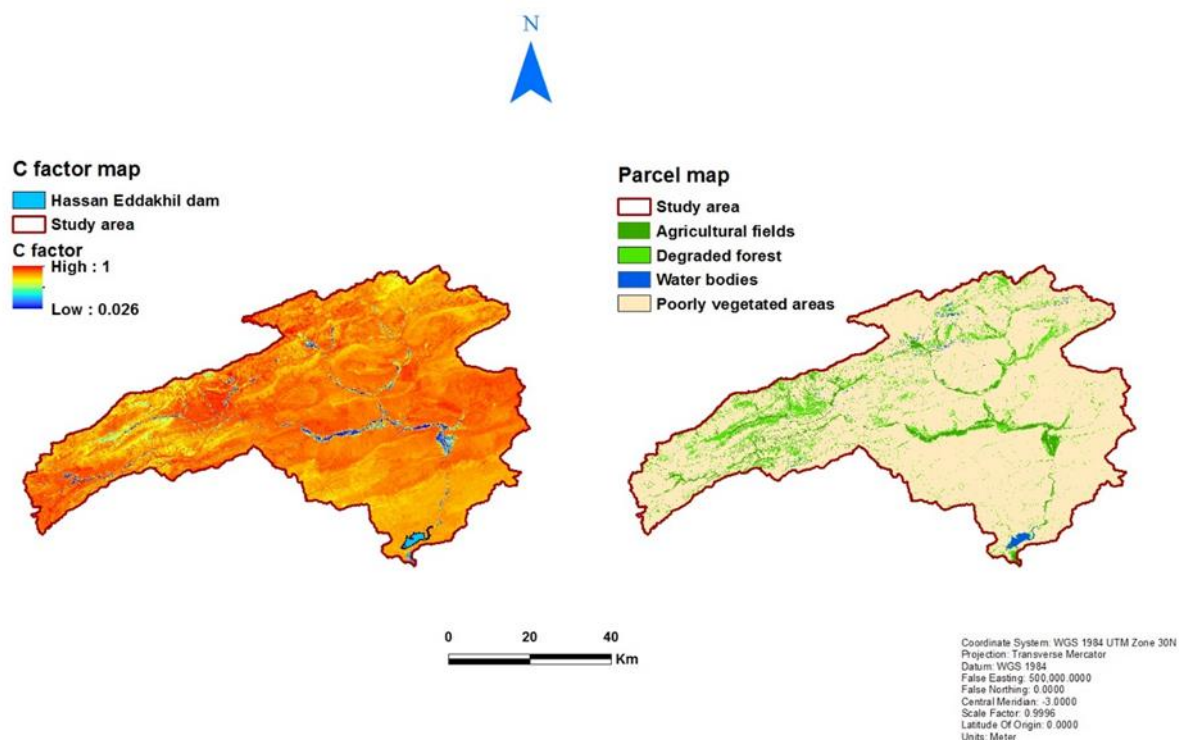 N
C factor map
Hassan Eddakhil dam
Study area
C factor
High : 1
Low : 0.026
Parcel map
Study area
Agricultural fields
Degraded forest
Water bodies
Poorly vegetated areas
0 20 40
Km
Coordinate System: WGS 1984 UTM Zone 30N
Projection: Transverse Mercator
Datum: WGS 1984
False Easting: 500,000.0000
False Northing: 0.0000
Central Meridian: -3.0000
Scale Factor: 0.9996
Latitude Of Origin: 0.0000
Units: Meter